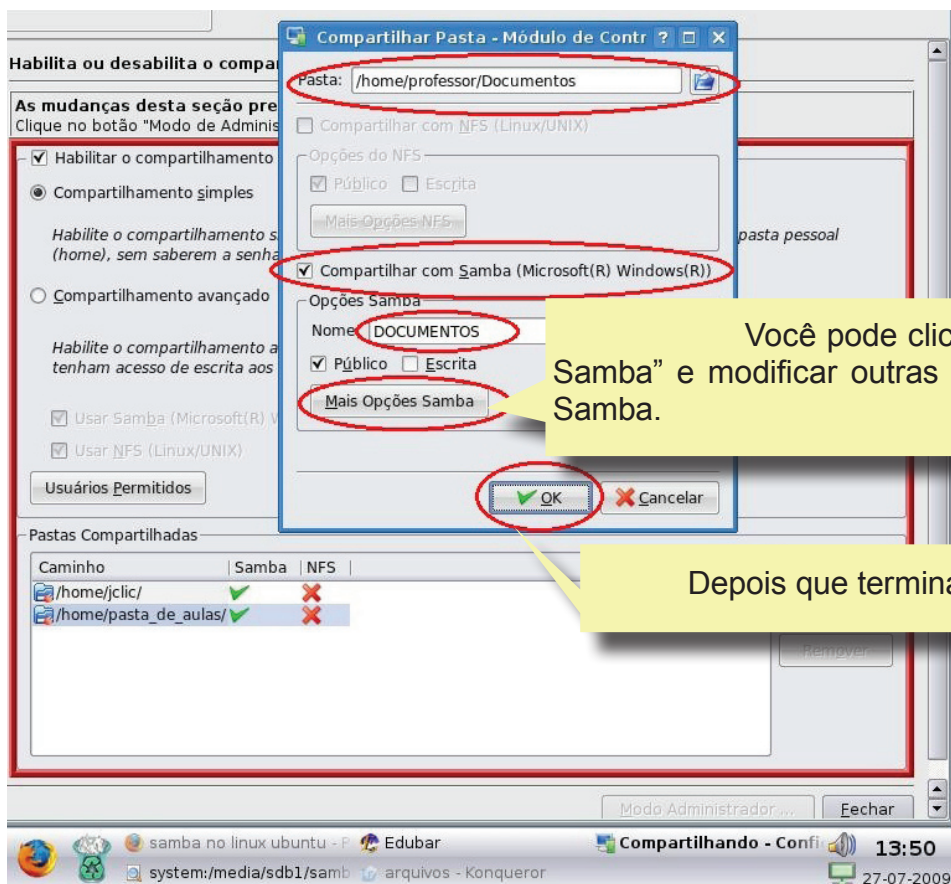 Compartilhar Pasta - Módulo de Contr
Habilita ou desabilita o compa
Pasta: /home/professor/Documentos
As mudanças desta seção pre
Clique no botão "Modo de Adminis
Compartilhar com NFS (Linux/UNIX)
Habilitar o compartilhamento
Opções do NFS
Público Escrita
Compartilhamento simples
Mais Opções NFS
Habilite o compartilhamento s
pasta pessoal
(home), sem saberem a senha
Compartilhar com Samba (Microsoft(R) Windows(R))
Compartilhamento avançado
Opções Samba
Nome: DOCUMENTOS
Habilite o compartilhamento a
tenham acesso de escrita aos
Público Escrita
Mais Opções Samba
Você pode clic
Samba” e modificar outras
Samba.
Usar Samba (Microsoft(R) W
Usar NFS (Linux/UNIX)
Usuários Permitidos
OK Cancelar
Pastas Compartilhadas
Caminho Samba NFS
/home/jclic/
/home/pasta_de_aulas/
Depois que termina
Remover
Modo Administrador ... Fechar
samba no linux ubuntu - F Edubar Compartilhando - Confi 13:50
system:/media/sdb1/samb arquivos - Konqueror 27-07-2009